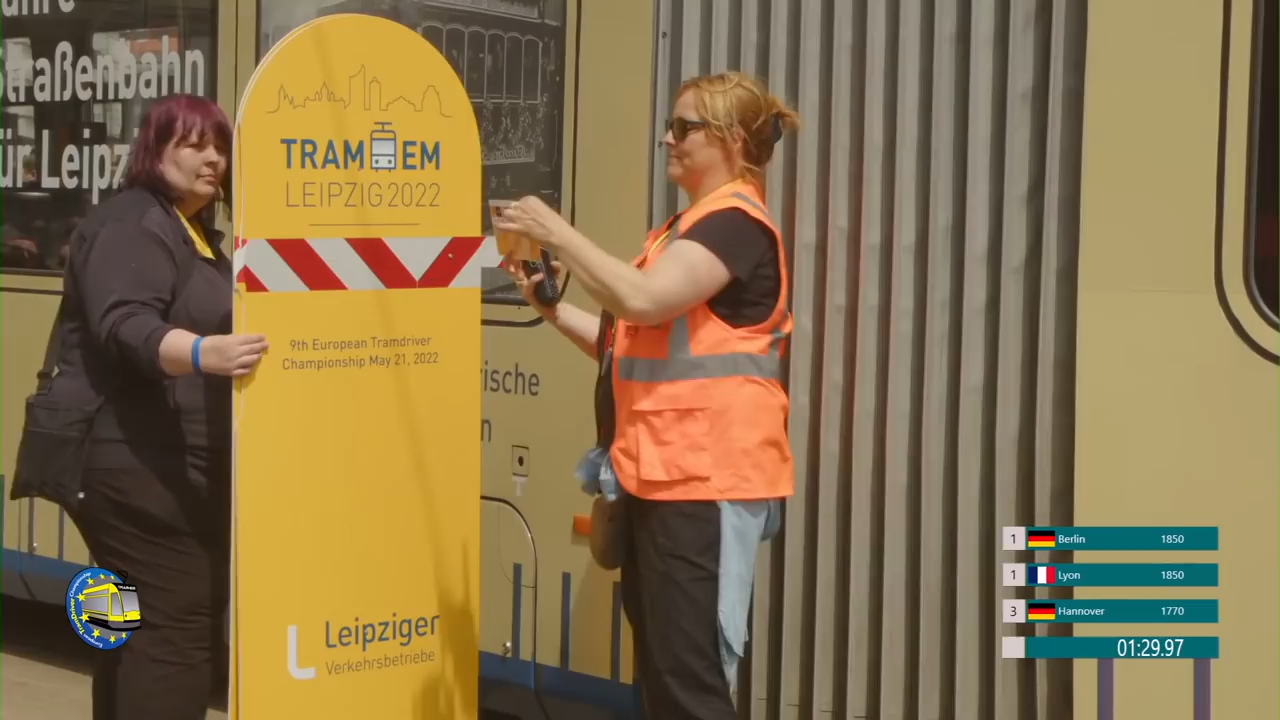 Straßenbahn
für Leipzi
TRAM EM
LEIPZIG 2022
9th European Tramdriver
Championship May 21, 2022
rische
n
Leipziger
Verkehrsbetriebe
1 Berlin 1850
1 Lyon 1850
3 Hannover 1770
01:29.97